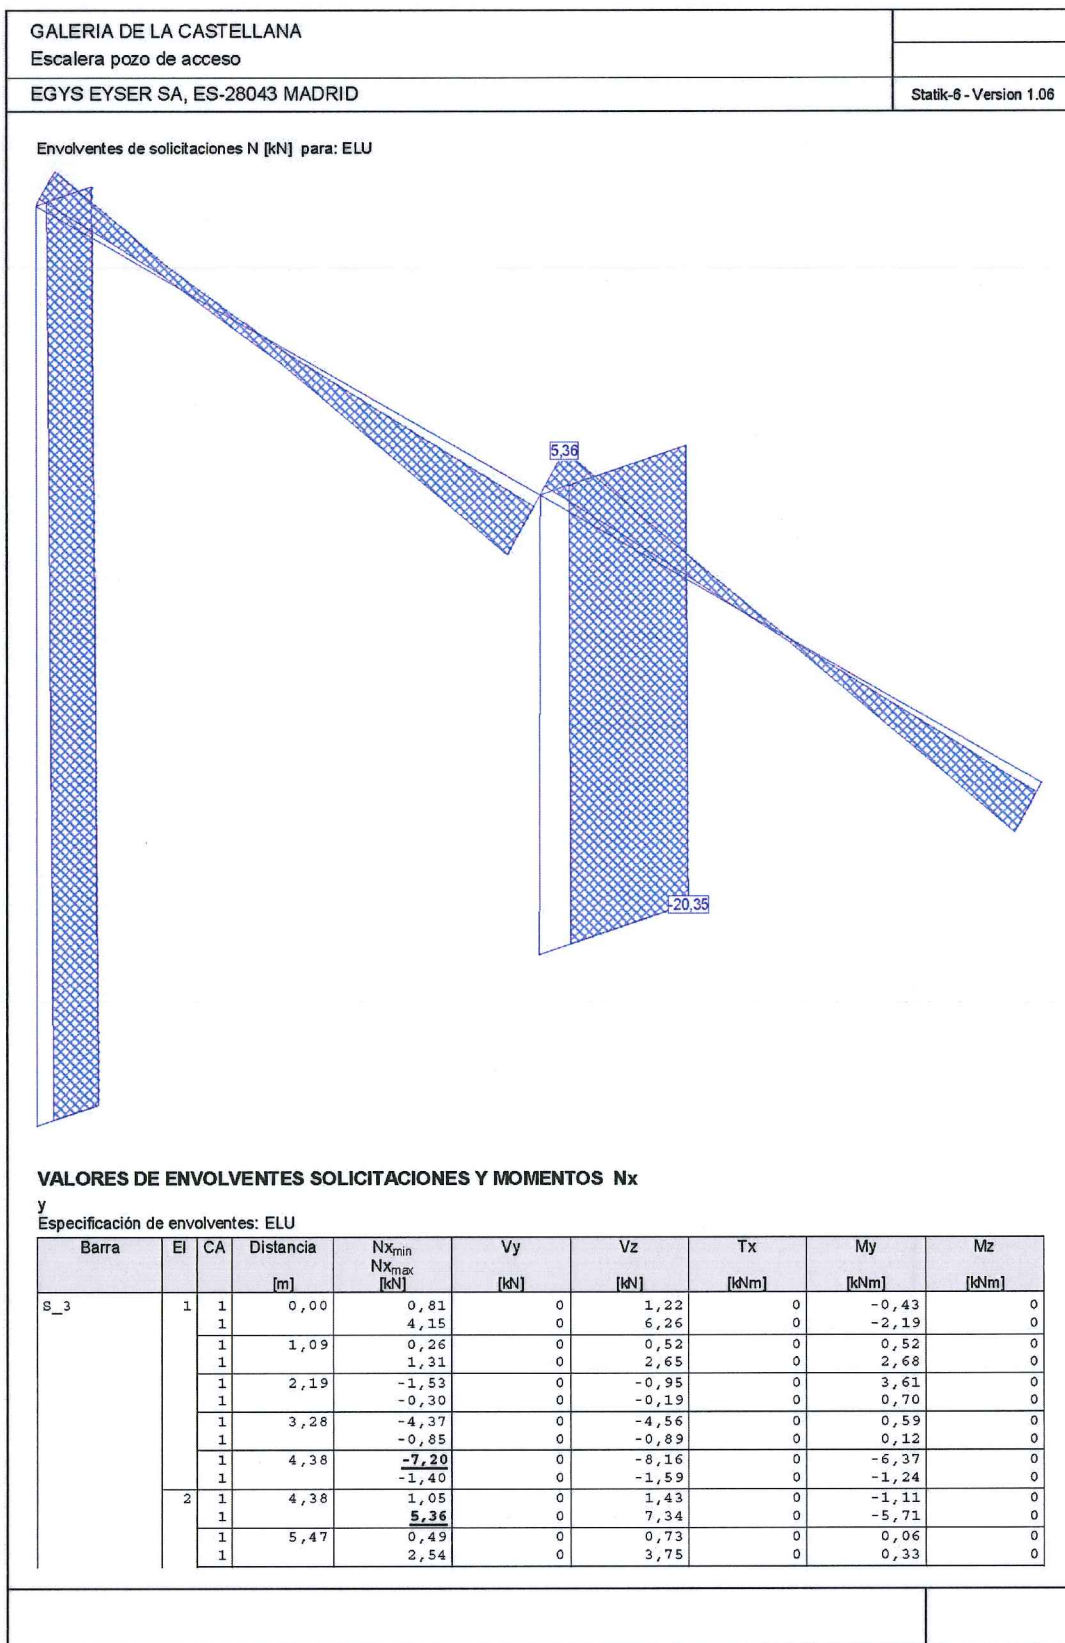 GALERIA DE LA CASTELLANA
Escalera pozo de acceso
EGYS EYSER SA, ES-28043 MADRID
Statik-6 - Version 1.06
Envolventes de solicitaciones N [kN] para: ELU
5,36
-20,35
VALORES DE ENVOLVENTES SOLICITACIONES Y MOMENTOS Nx
y
Especificación de envolventes: ELU
Barra El CA Distancia Nxmin Vy Vz Tx My Mz
Nxmax
[m] [kN] [kN] [kN] [kNm] [kNm] [kNm]
S_3 1 1 0,00 0,81 0 1,22 0 -0,43 0
1 4,15 0 6,26 0 -2,19 0
1 1,09 0,26 0 0,52 0 0,52 0
1 1,31 0 2,65 0 2,68 0
1 2,19 -1,53 0 -0,95 0 3,61 0
1 -0,30 0 -0,19 0 0,70 0
1 3,28 -4,37 0 -4,56 0 0,59 0
1 -0,85 0 -0,89 0 0,12 0
1 4,38 -7,20 0 -8,16 0 -6,37 0
1 -1,40 0 -1,59 0 -1,24 0
2 1 4,38 1,05 0 1,43 0 -1,11 0
1 5,36 0 7,34 0 -5,71 0
1 5,47 0,49 0 0,73 0 0,06 0
1 2,54 0 3,75 0 0,33 0